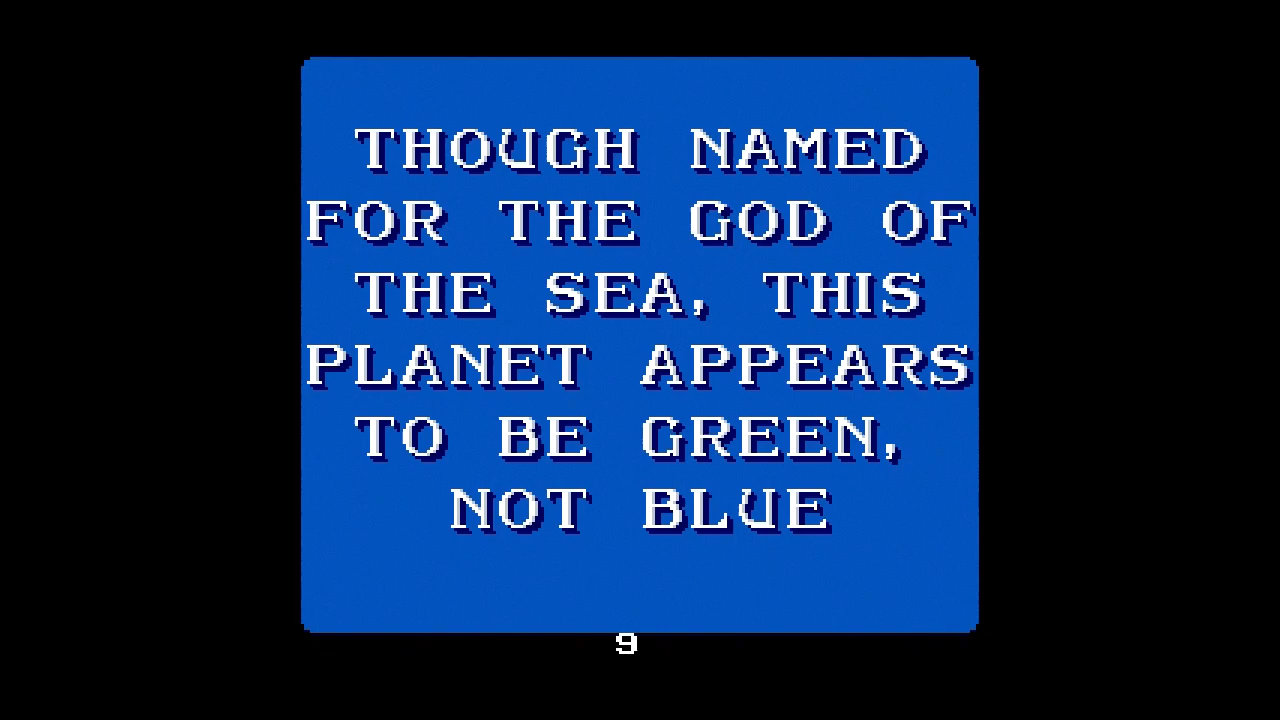 THOUGH NAMED
FOR THE GOD OF
THE SEA, THIS
PLANET APPEARS
TO BE GREEN,
NOT BLUE
9